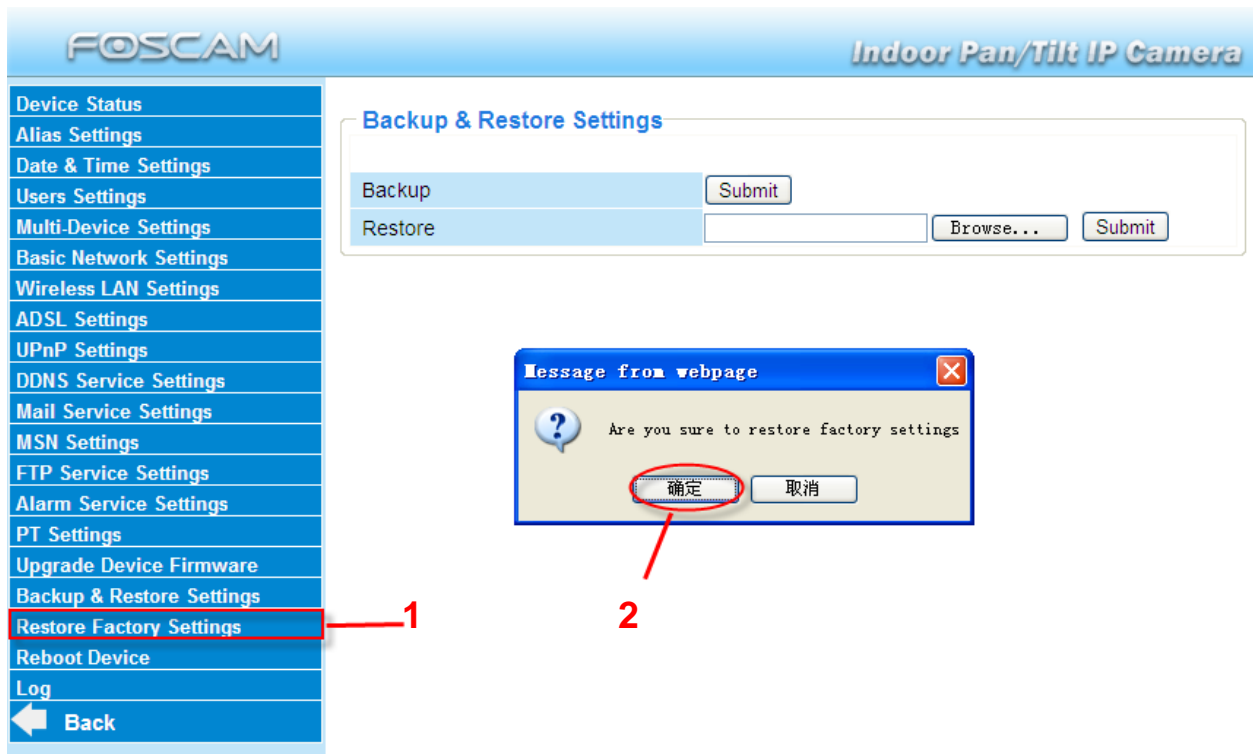 FOSCAM
Indoor Pan/Tilt IP Camera
Device Status
Alias Settings
Date & Time Settings
Users Settings
Multi-Device Settings
Basic Network Settings
Wireless LAN Settings
ADSL Settings
UPnP Settings
DDNS Service Settings
Mail Service Settings
MSN Settings
FTP Service Settings
Alarm Service Settings
PT Settings
Upgrade Device Firmware
Backup & Restore Settings
Restore Factory Settings
Reboot Device
Log
Back
Backup & Restore Settings
Backup Submit
Restore Browse... Submit
Message from webpage
Are you sure to restore factory settings
确定 取消
1
2